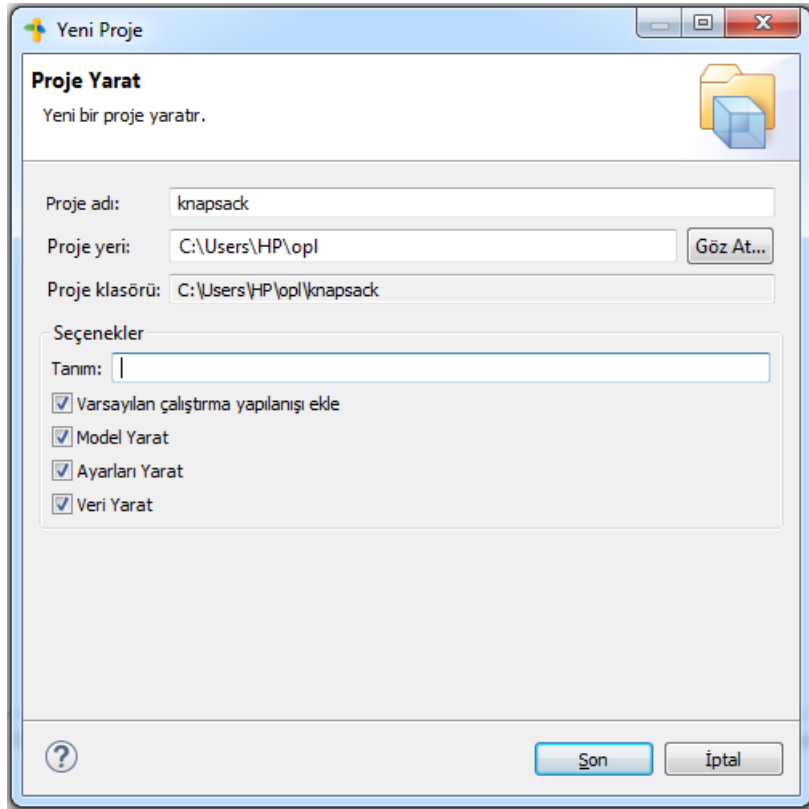 Yeni Proje
Proje Yarat
Yeni bir proje yaratır.
Proje adı: knapsack
Proje yeri: C:\Users\HP\opl Göz At...
Proje klasörü: C:\Users\HP\opl\knapsack
Seçenekler
Tanım:
Varsayılan çalıştırma yapılanışı ekle
Model Yarat
Ayarları Yarat
Veri Yarat
? Son İptal